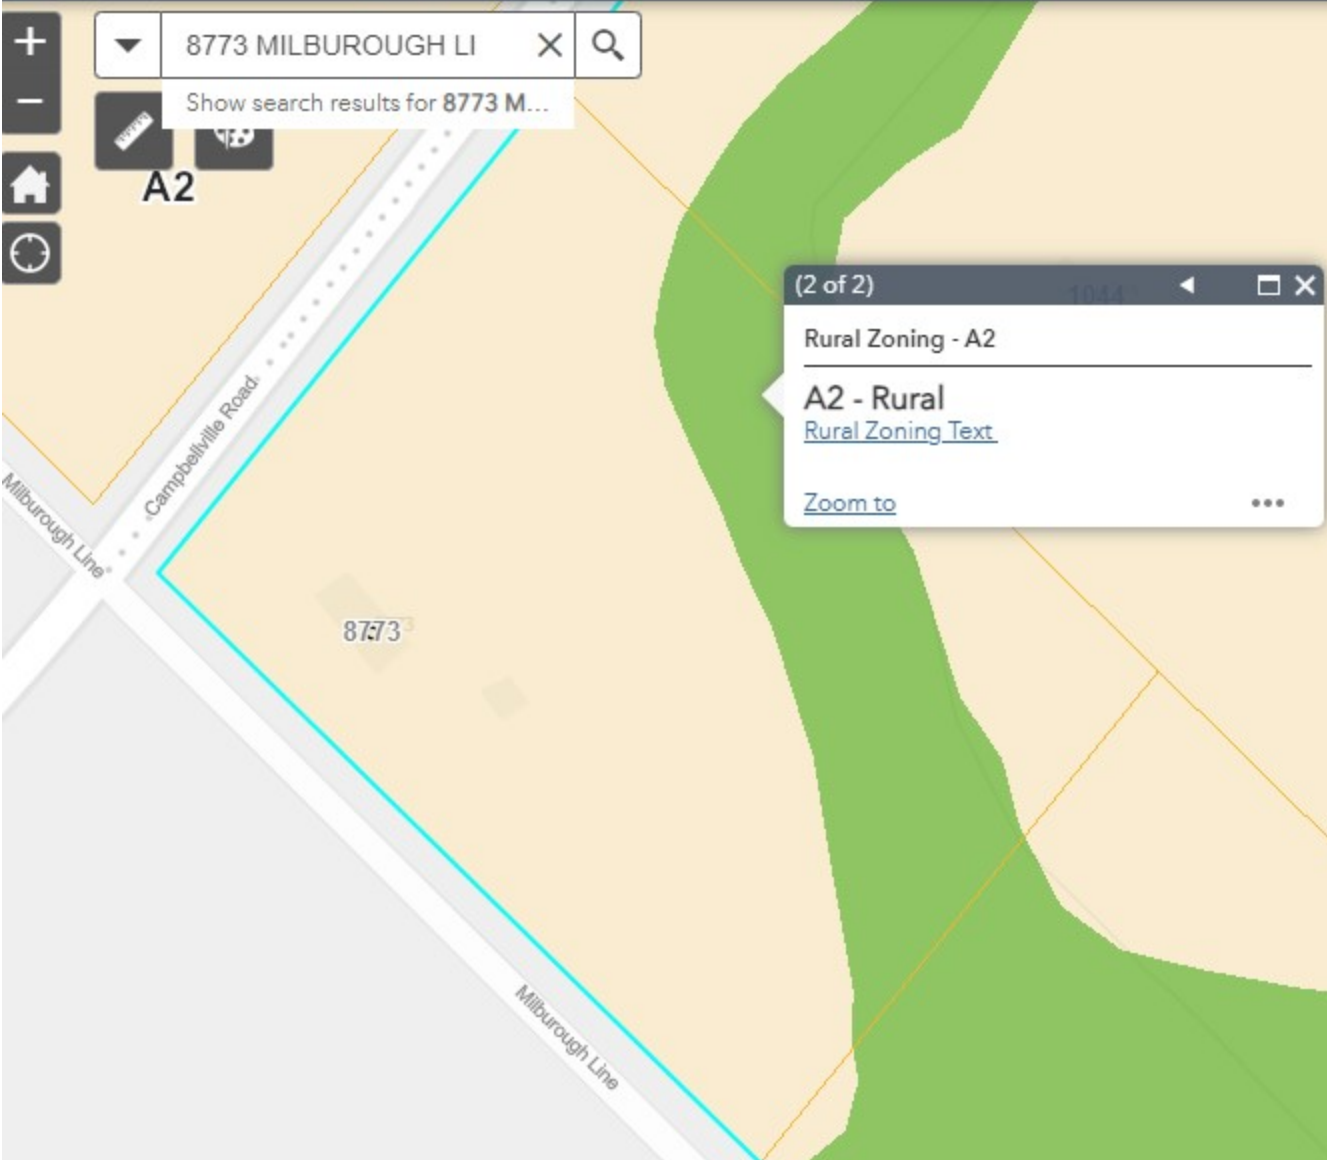 8773 MILBUROUGH LI
Show search results for 8773 M...
A2
(2 of 2)
1044
Rural Zoning - A2
A2 - Rural
Rural Zoning Text
Zoom to
Campbellville Road
Milburough Line
8773
Milburough Line